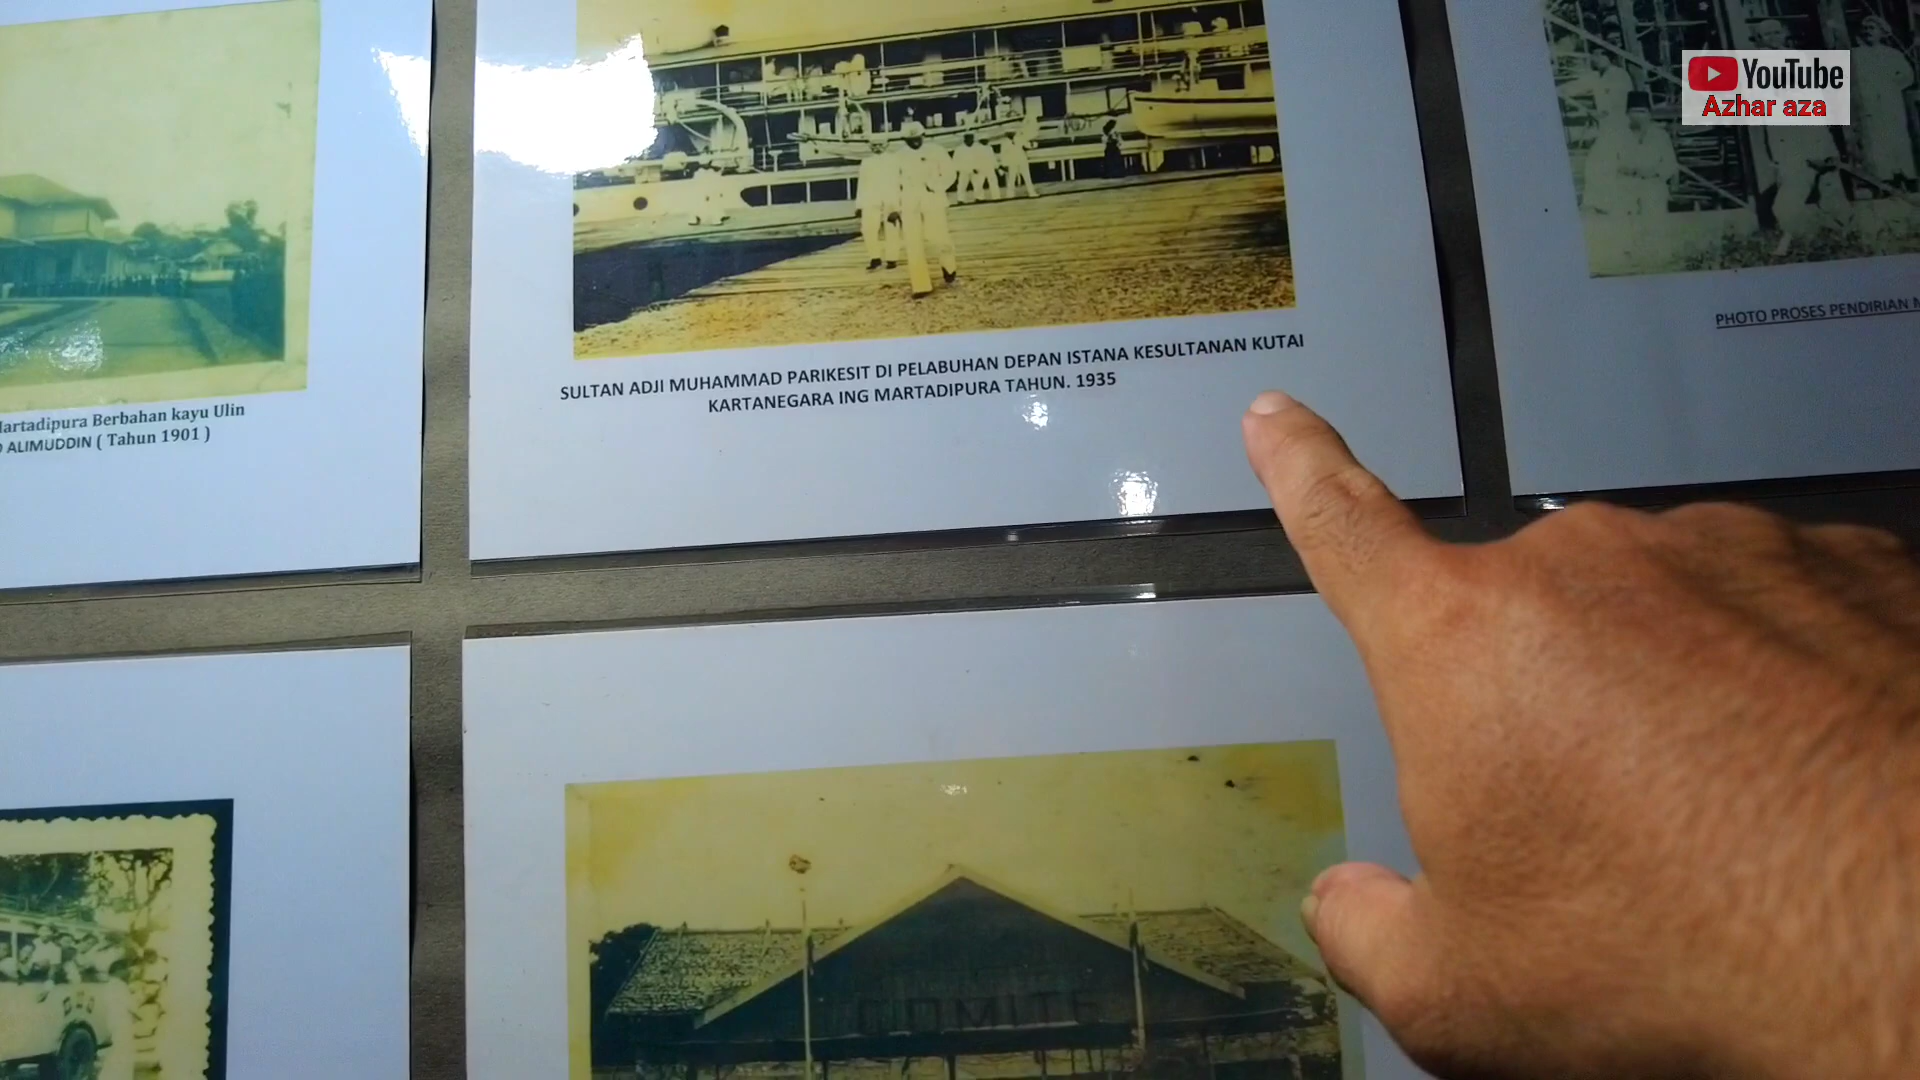 YouTube
Azhar aza
SULTAN ADJI MUHAMMAD PARIKESIT DI PELABUHAN DEPAN ISTANA KESULTANAN KUTAI
KARTANEGARA ING MARTADIPURA TAHUN. 1935
PHOTO PROSES PENDIRIAN
Martadipura Berbahan kayu Ulin
ALIMUDDIN ( Tahun 1901 )